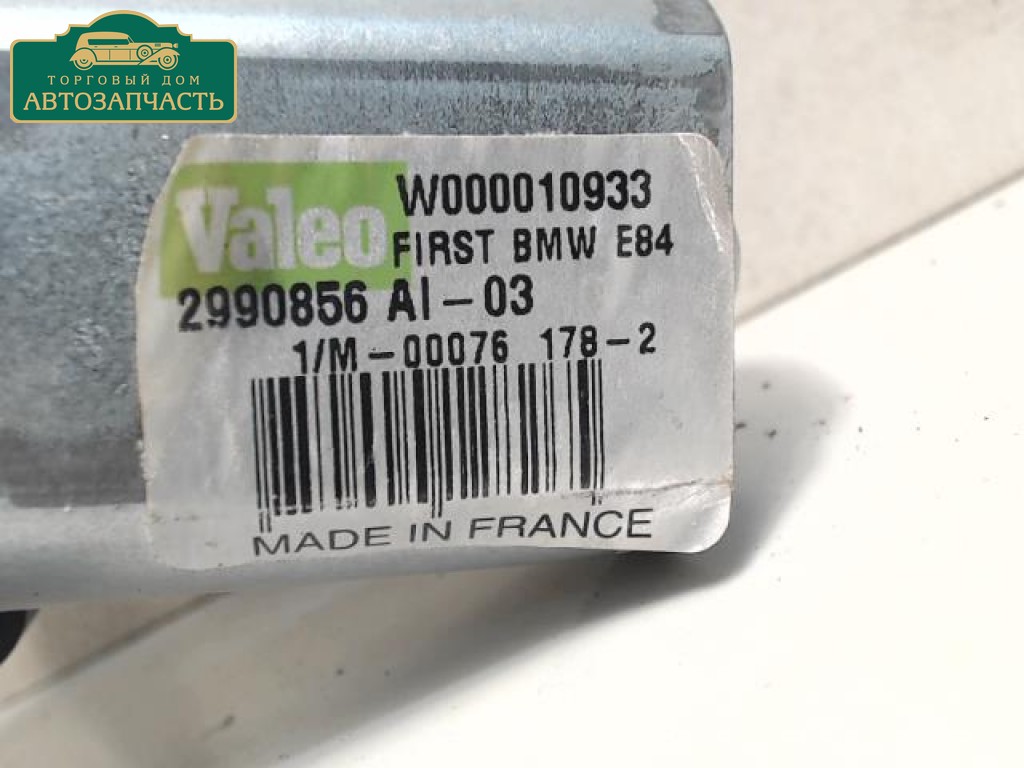 ТОРГОВЫЙ ДОМ
АВТОЗАПЧАСТЬ
Valeo W000010933
FIRST BMW E84
2990856 AI-03
1/M-00076 178-2
MADE IN FRANCE